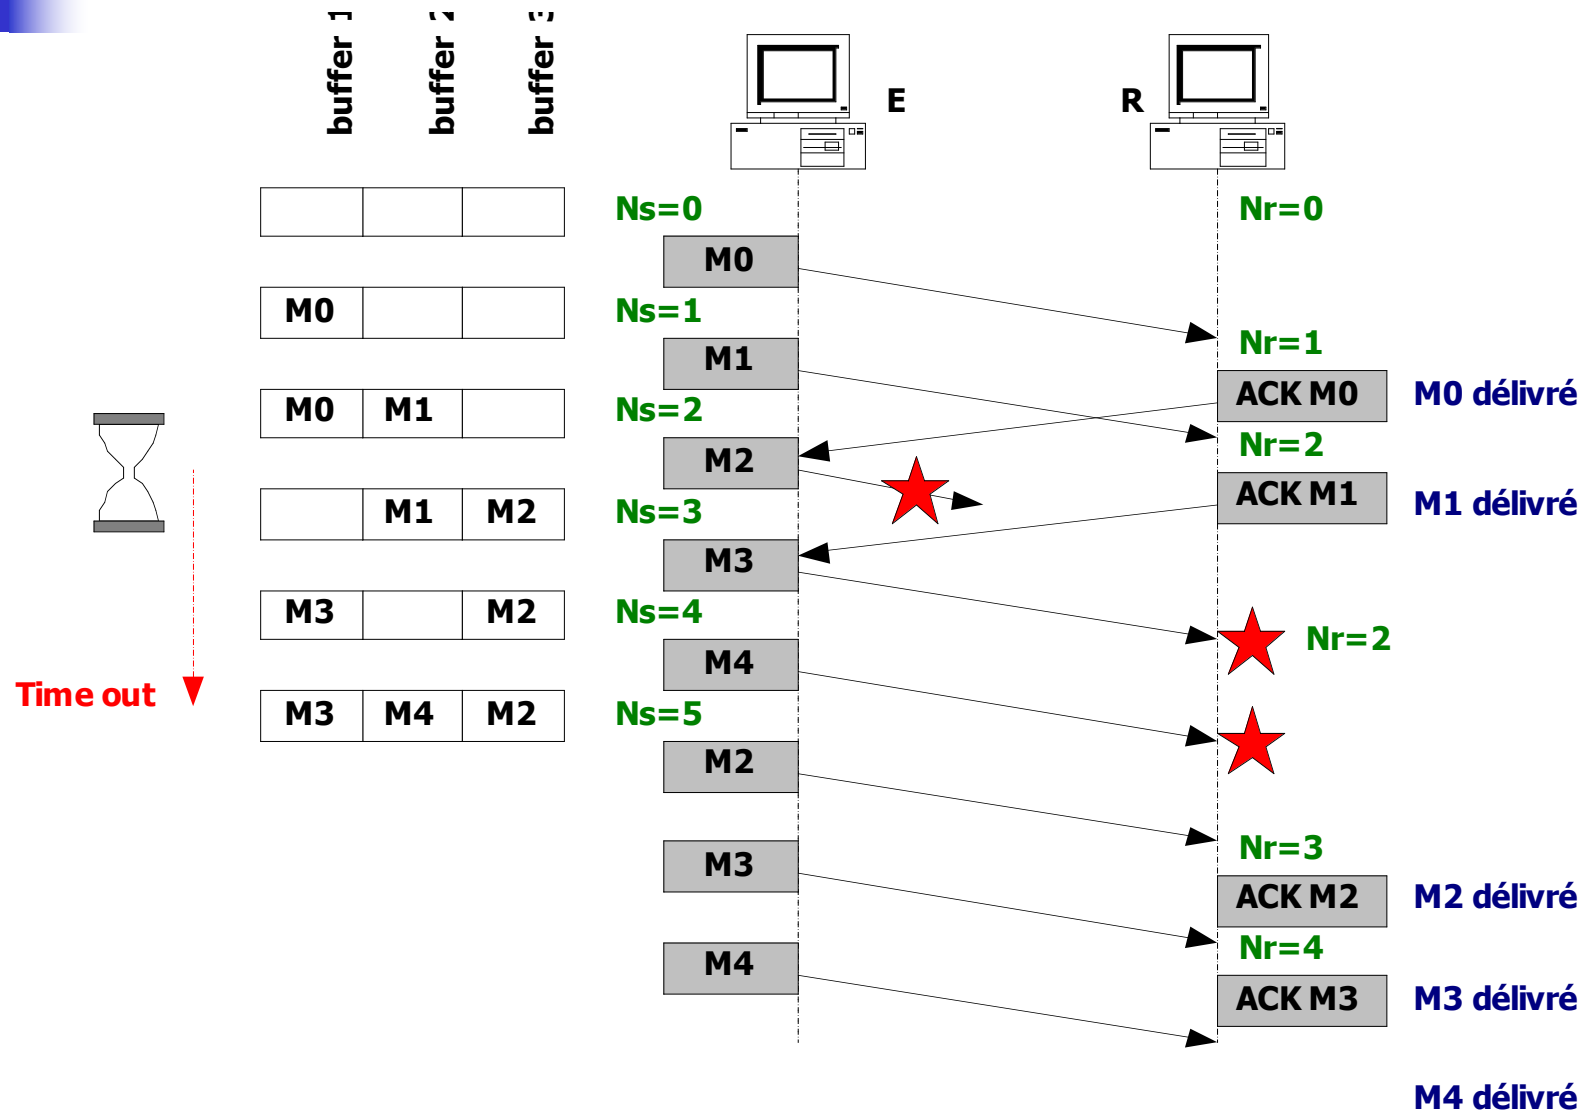 buffer 1
buffer 2
buffer 3
E
R
Ns=0
Nr=0
M0
M0
Ns=1
Nr=1
M1
ACK M0
M0 délivré
M0 M1
Ns=2
Nr=2
M2
ACK M1
M1 délivré
M1 M2
Ns=3
M3
M3 M2
Ns=4
Nr=2
M4
Time out
M3 M4 M2
Ns=5
M2
Nr=3
M3
ACK M2
M2 délivré
Nr=4
M4
ACK M3
M3 délivré
M4 délivré